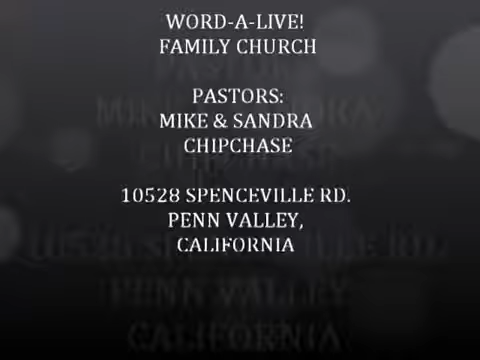 WORD-A-LIVE!
FAMILY CHURCH
PASTORS:
MIKE & SANDRA
CHIPCHASE
10528 SPENCEVILLE RD.
PENN VALLEY,
CALIFORNIA